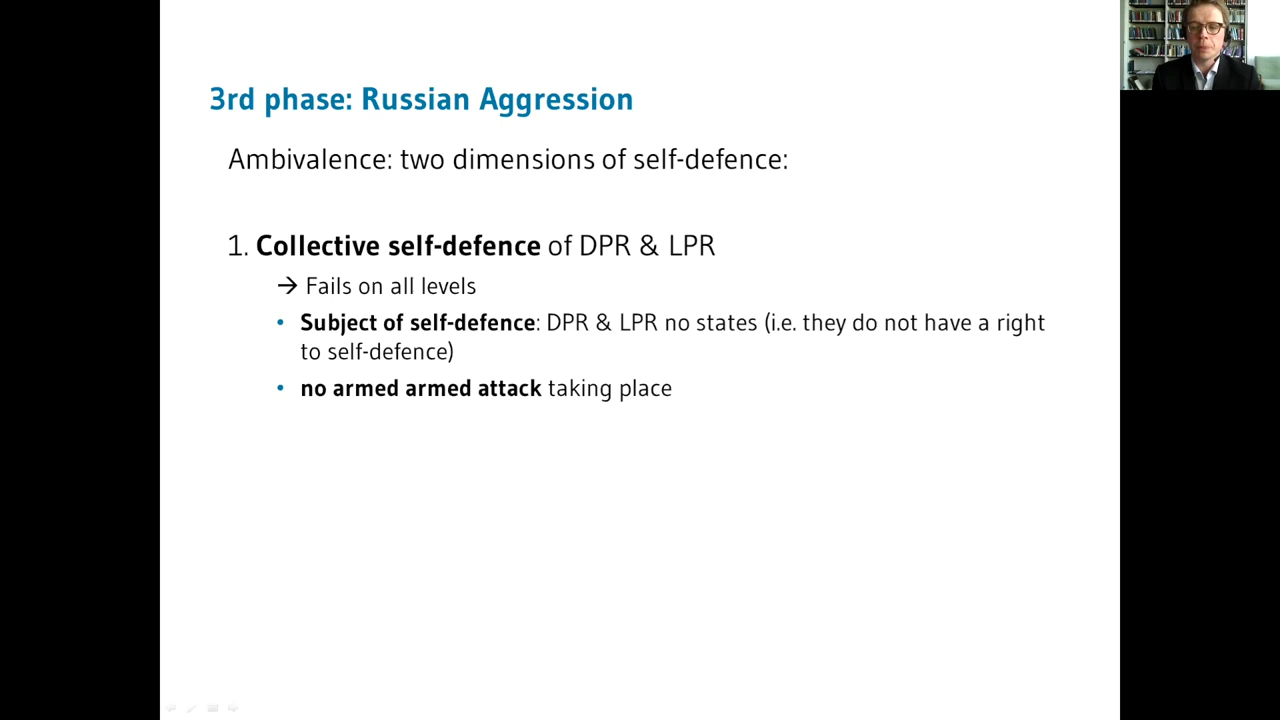 3rd phase: Russian Aggression
Ambivalence: two dimensions of self-defence:
1. Collective self-defence of DPR & LPR
→ Fails on all levels
• Subject of self-defence: DPR & LPR no states (i.e. they do not have a right
to self-defence)
• no armed armed attack taking place